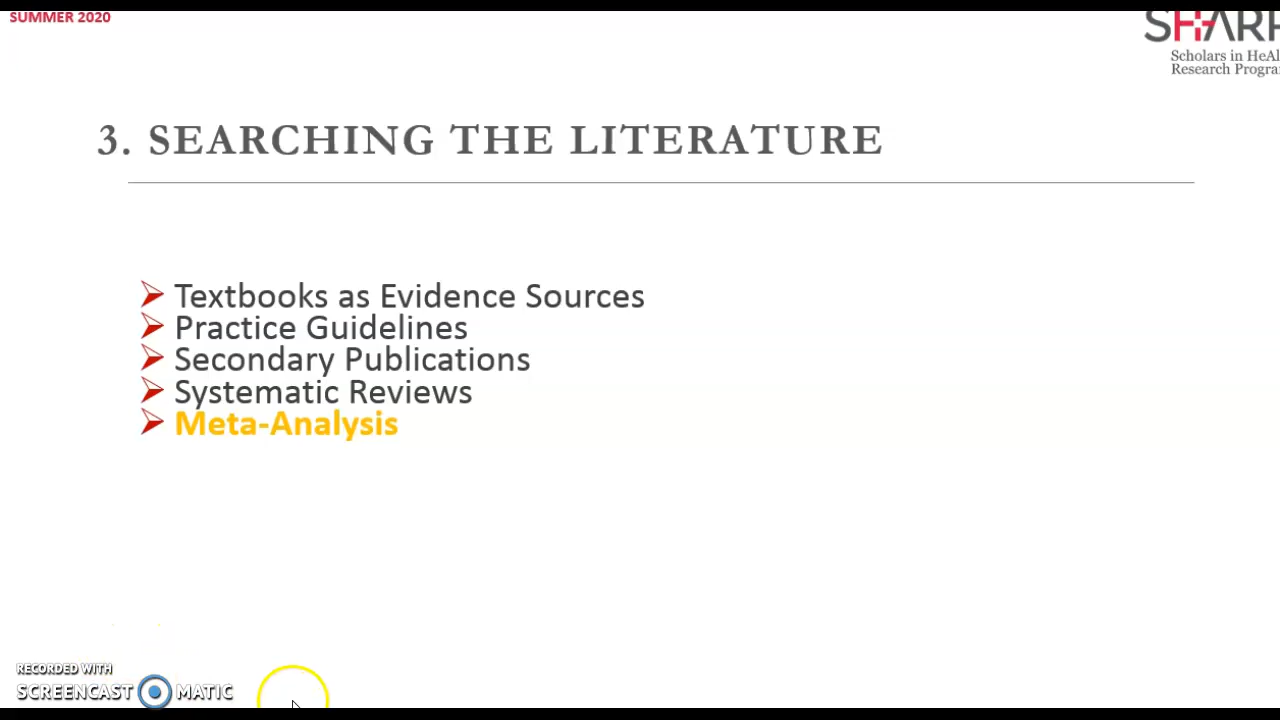 SUMMER 2020
SHARP
Scholars in HeAl
Research Progra
3. SEARCHING THE LITERATURE
Textbooks as Evidence Sources
Practice Guidelines
Secondary Publications
Systematic Reviews
Meta-Analysis
RECORDED WITH
SCREENCAST MATIC